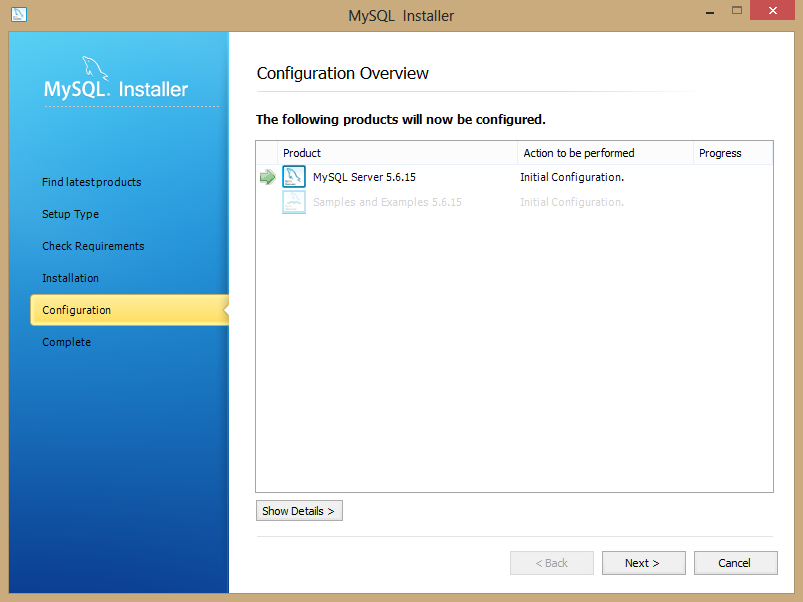 MySQL Installer
MySQL. Installer
Configuration Overview
The following products will now be configured.
Product Action to be performed Progress
MySQL Server 5.6.15 Initial Configuration.
Samples and Examples 5.6.15 Initial Configuration.
Find latest products
Setup Type
Check Requirements
Installation
Configuration
Complete
Show Details >
< Back Next > Cancel